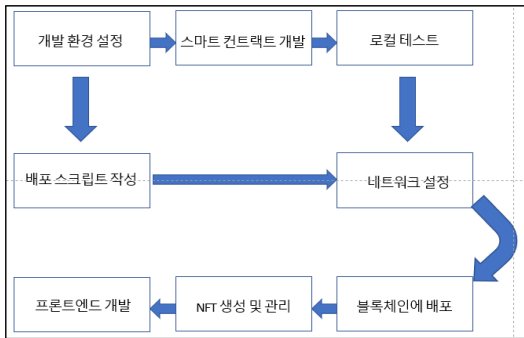 개발 환경 설정
스마트 컨트랙트 개발
로컬 테스트
배포 스크립트 작성
네트워크 설정
프론트엔드 개발
NFT 생성 및 관리
블록체인에 배포